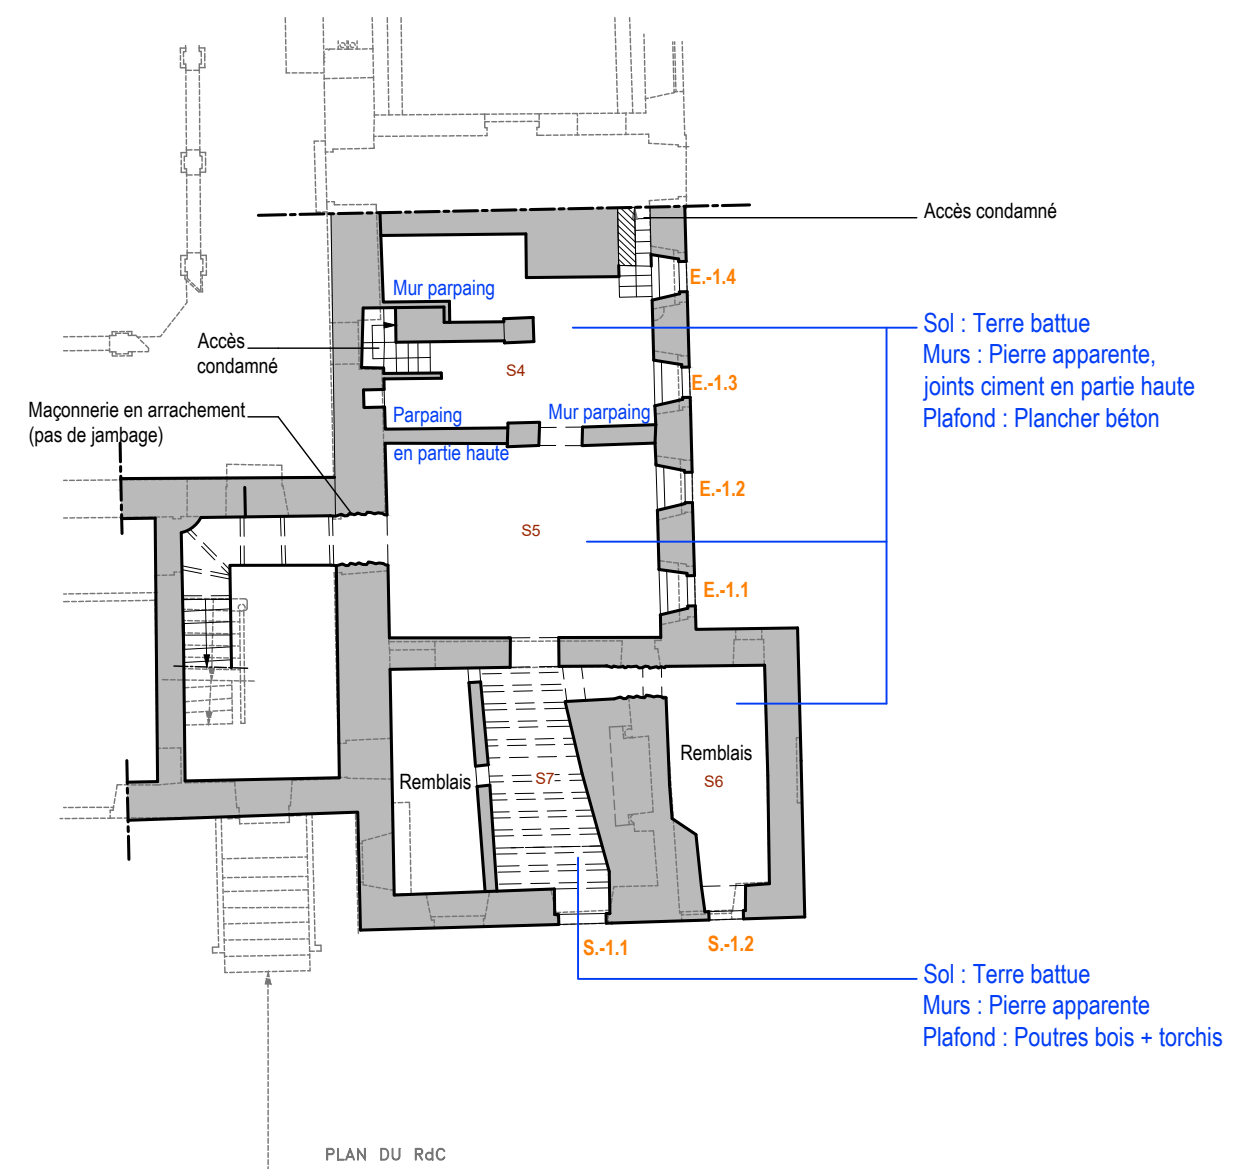 Accès condamné
E.-1.4
Mur parpaing
Sol : Terre battue
Murs : Pierre apparente,
joints ciment en partie haute
Plafond : Plancher béton
Accès
condamné
S4
E.-1.3
Maçonnerie en arrachement
(pas de jambage)
Parpaing
en partie haute
Mur parpaing
E.-1.2
S5
E.-1.1
Remblais
S7
Remblais
S6
S.-1.1
S.-1.2
Sol : Terre battue
Murs : Pierre apparente
Plafond : Poutres bois + torchis
PLAN DU RdC